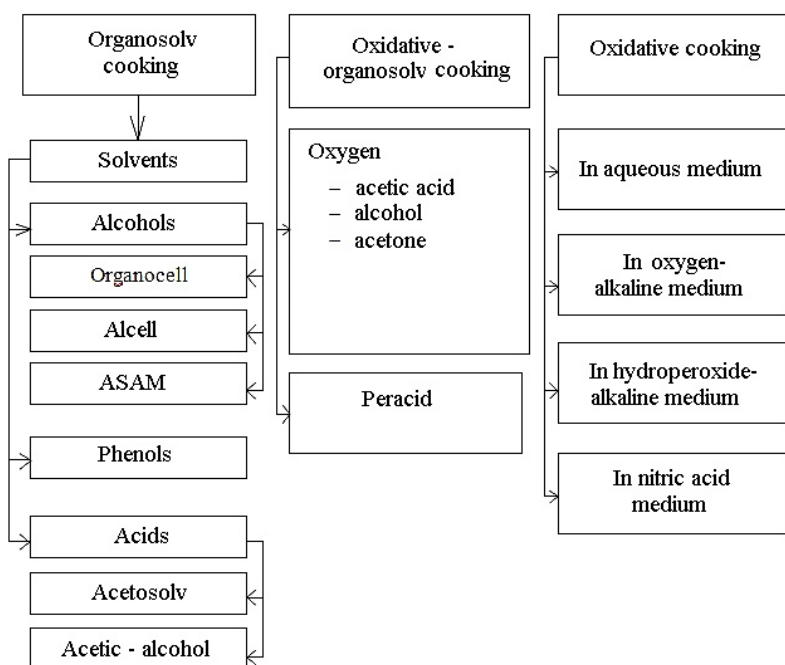 Organosolv
cooking
Solvents
Alcohols
Organocell
Alcell
ASAM
Phenols
Acids
Acetosolv
Acetic - alcohol
Oxidative -
organosolv cooking
Oxygen
– acetic acid
– alcohol
– acetone
Peracid
Oxidative cooking
In aqueous medium
In oxygen-
alkaline medium
In hydroperoxide-
alkaline medium
In nitric acid
medium